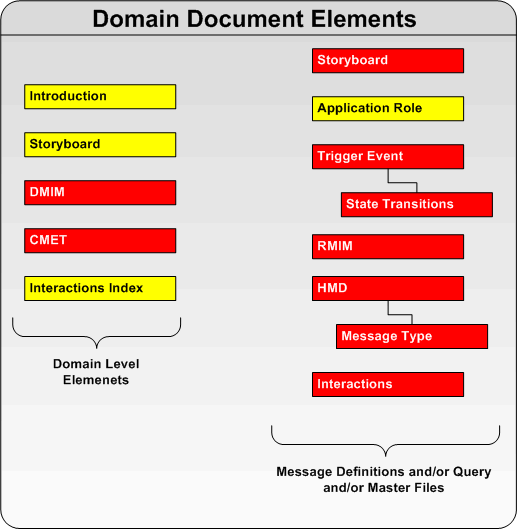 Domain Document Elements
Introduction
Storyboard
DMIM
CMET
Interactions Index
Domain Level
Elemenets
Storyboard
Application Role
Trigger Event
State Transitions
RMIM
HMD
Message Type
Interactions
Message Definitions and/or Query
and/or Master Files